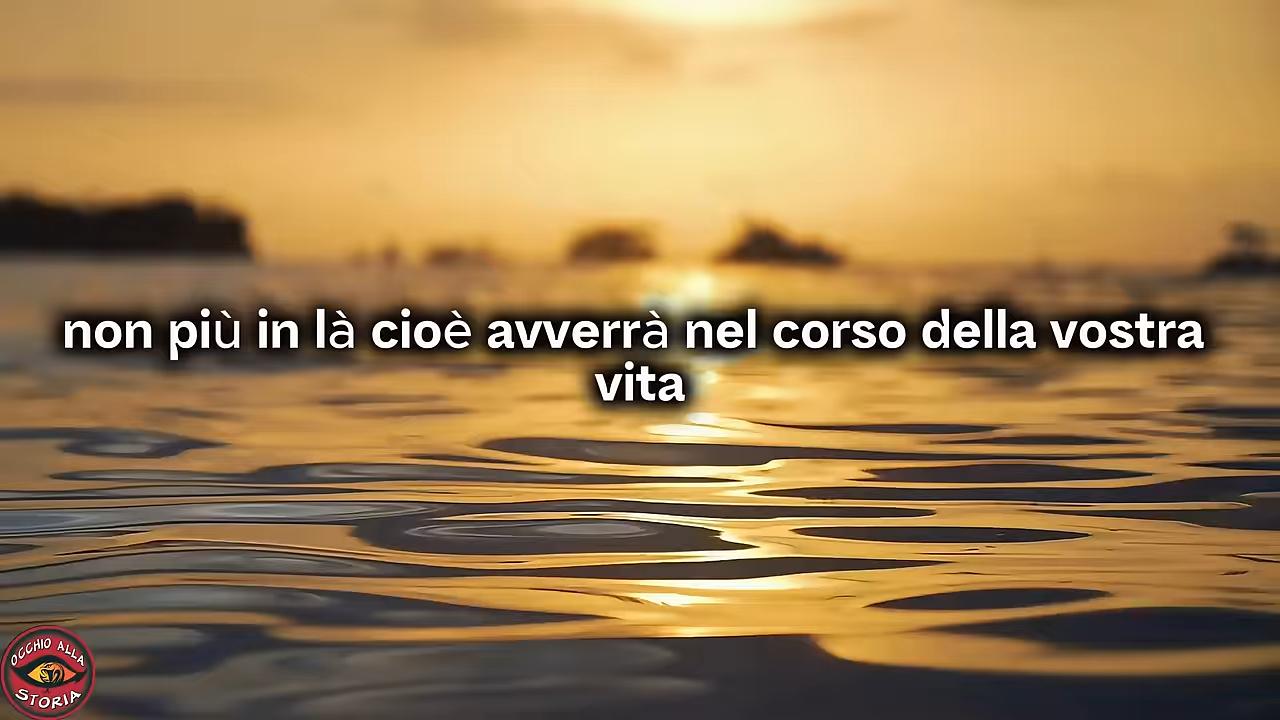 non più in là cioè avverrà nel corso della vostra
vita
OCCHIO ALLA
STORIA